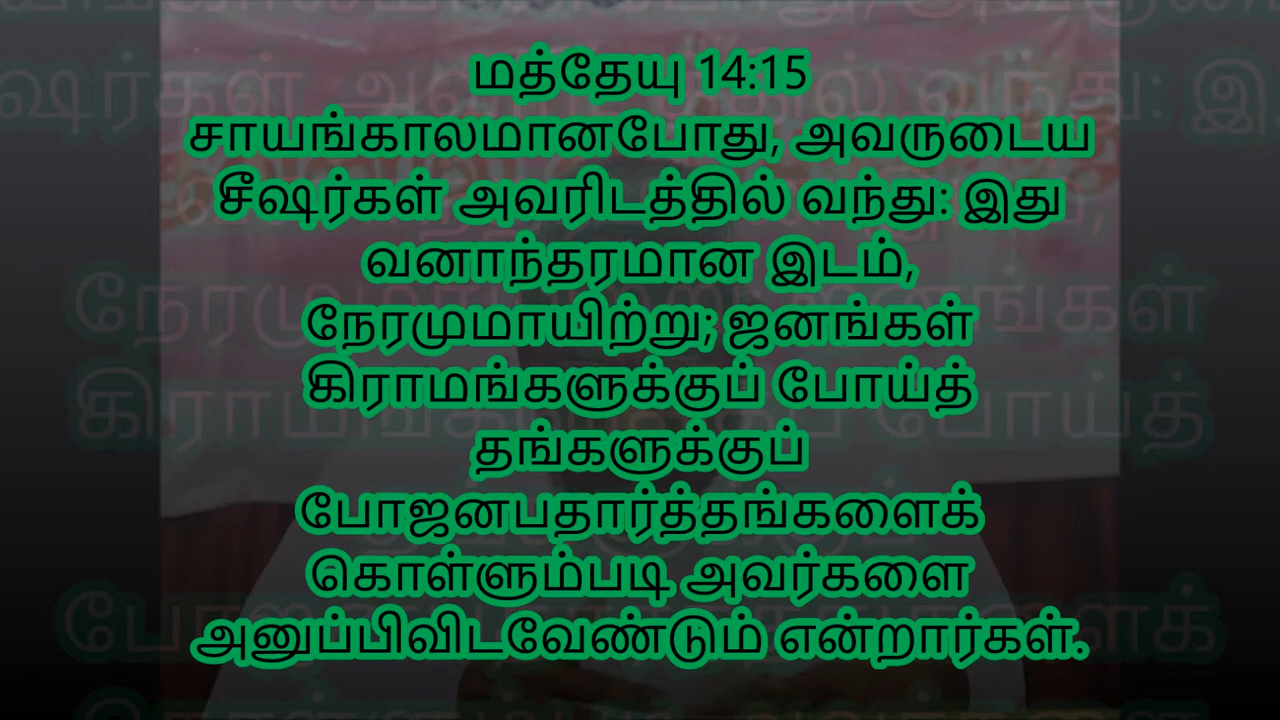 மத்தேயு 14:15
சாயங்காலமானபோது, அவருடைய
சீஷர்கள் அவரிடத்தில் வந்து: இது
வனாந்தரமான இடம்,
நேரமுமாயிற்று; ஜனங்கள்
கிராமங்களுக்குப் போய்த்
தங்களுக்குப்
போஜனபதார்த்தங்களைக்
கொள்ளும்படி அவர்களை
அனுப்பிவிடவேண்டும் என்றார்கள்.